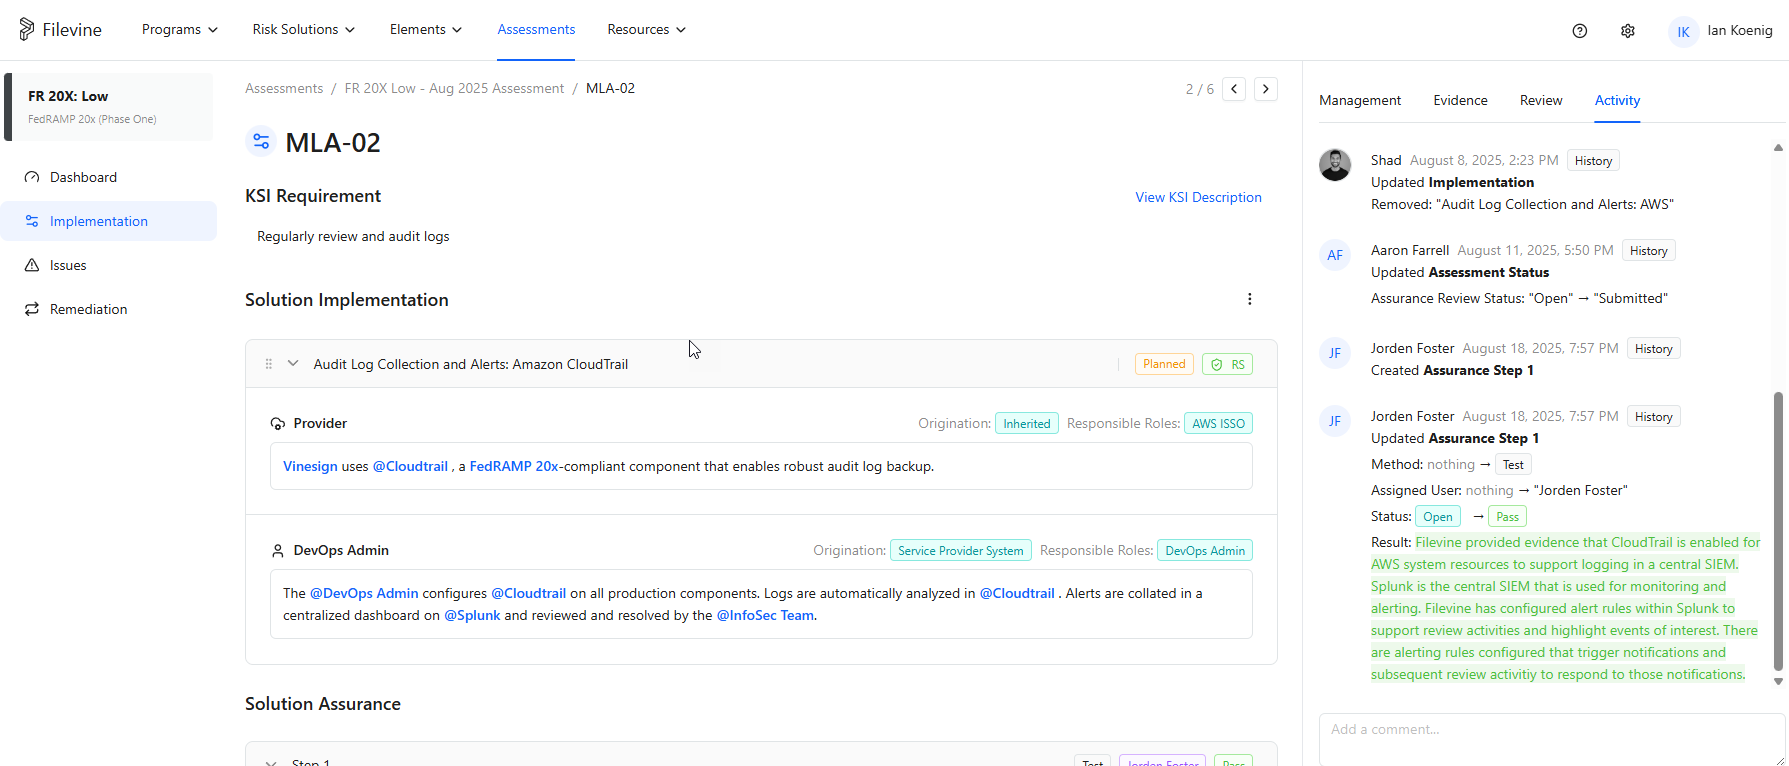 Filevine
Programs
Risk Solutions
Elements
Assessments
Resources
IK
Ian Koenig
FR 20X: Low
FedRAMP 20x (Phase One)
Dashboard
Implementation
Issues
Remediation
Assessments / FR 20X Low - Aug 2025 Assessment / MLA-02
2 / 6
MLA-02
KSI Requirement
View KSI Description
Regularly review and audit logs
Solution Implementation
Audit Log Collection and Alerts: Amazon CloudTrail
Planned
RS
Provider
Origination: Inherited Responsible Roles: AWS ISSO
Vinesign uses @Cloudtrail , a FedRAMP 20x-compliant component that enables robust audit log backup.
DevOps Admin
Origination: Service Provider System Responsible Roles: DevOps Admin
The @DevOps Admin configures @Cloudtrail on all production components. Logs are automatically analyzed in @Cloudtrail . Alerts are collated in a
centralized dashboard on @Splunk and reviewed and resolved by the @InfoSec Team.
Solution Assurance
Step 1
Test
Jorden Foster
Pass
Management
Evidence
Review
Activity
Shad August 8, 2025, 2:23 PM History
Updated Implementation
Removed: "Audit Log Collection and Alerts: AWS"
AF
Aaron Farrell August 11, 2025, 5:50 PM History
Updated Assessment Status
Assurance Review Status: "Open" → "Submitted"
JF
Jorden Foster August 18, 2025, 7:57 PM History
Created Assurance Step 1
JF
Jorden Foster August 18, 2025, 7:57 PM History
Updated Assurance Step 1
Method: nothing → Test
Assigned User: nothing → "Jorden Foster"
Status: Open → Pass
Result: Filevine provided evidence that CloudTrail is enabled for
AWS system resources to support logging in a central SIEM.
Splunk is the central SIEM that is used for monitoring and
alerting. Filevine has configured alert rules within Splunk to
support review activities and highlight events of interest. There
are alerting rules configured that trigger notifications and
subsequent review activitiy to respond to those notifications.
Add a comment...